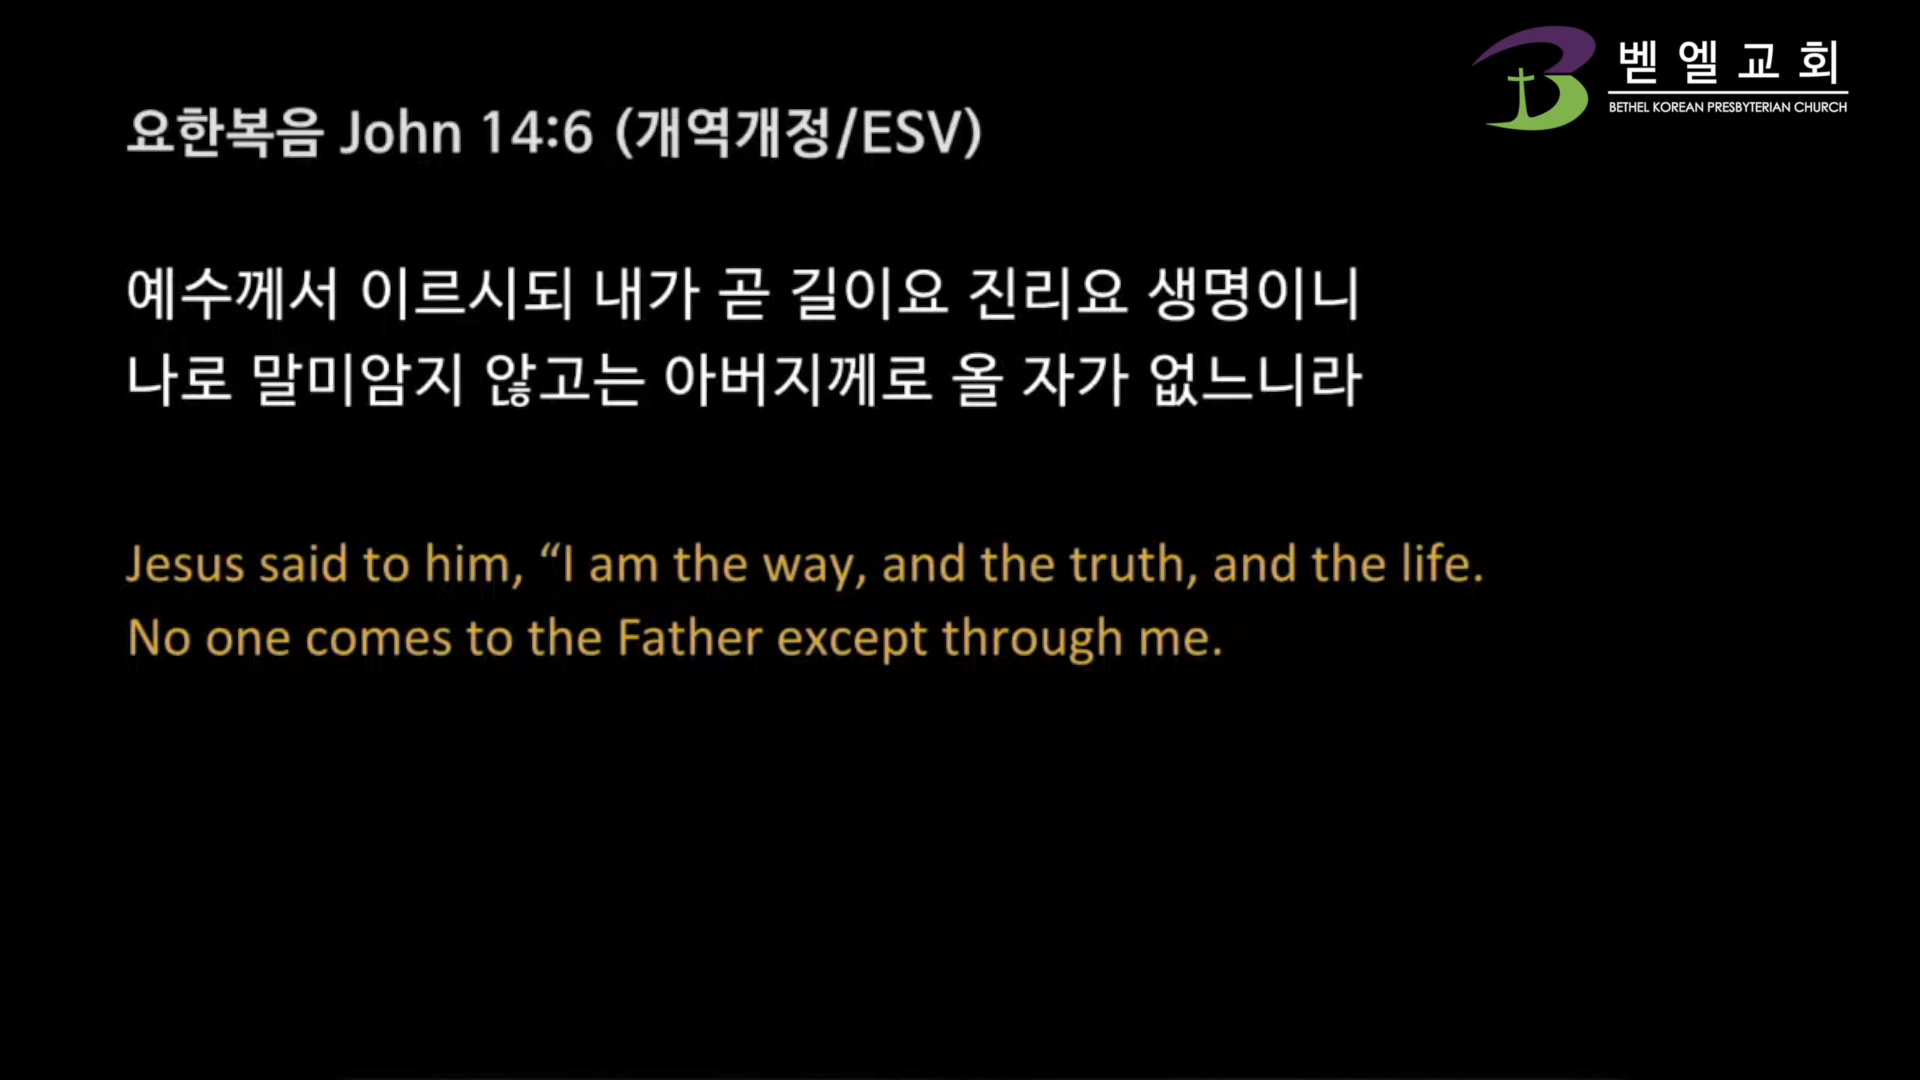 벧엘교회
BETHEL KOREAN PRESBYTERIAN CHURCH
요한복음 John 14:6 (개역개정/ESV)
예수께서 이르시되 내가 곧 길이요 진리요 생명이니
나로 말미암지 않고는 아버지께로 올 자가 없느니라
Jesus said to him, “I am the way, and the truth, and the life.
No one comes to the Father except through me.